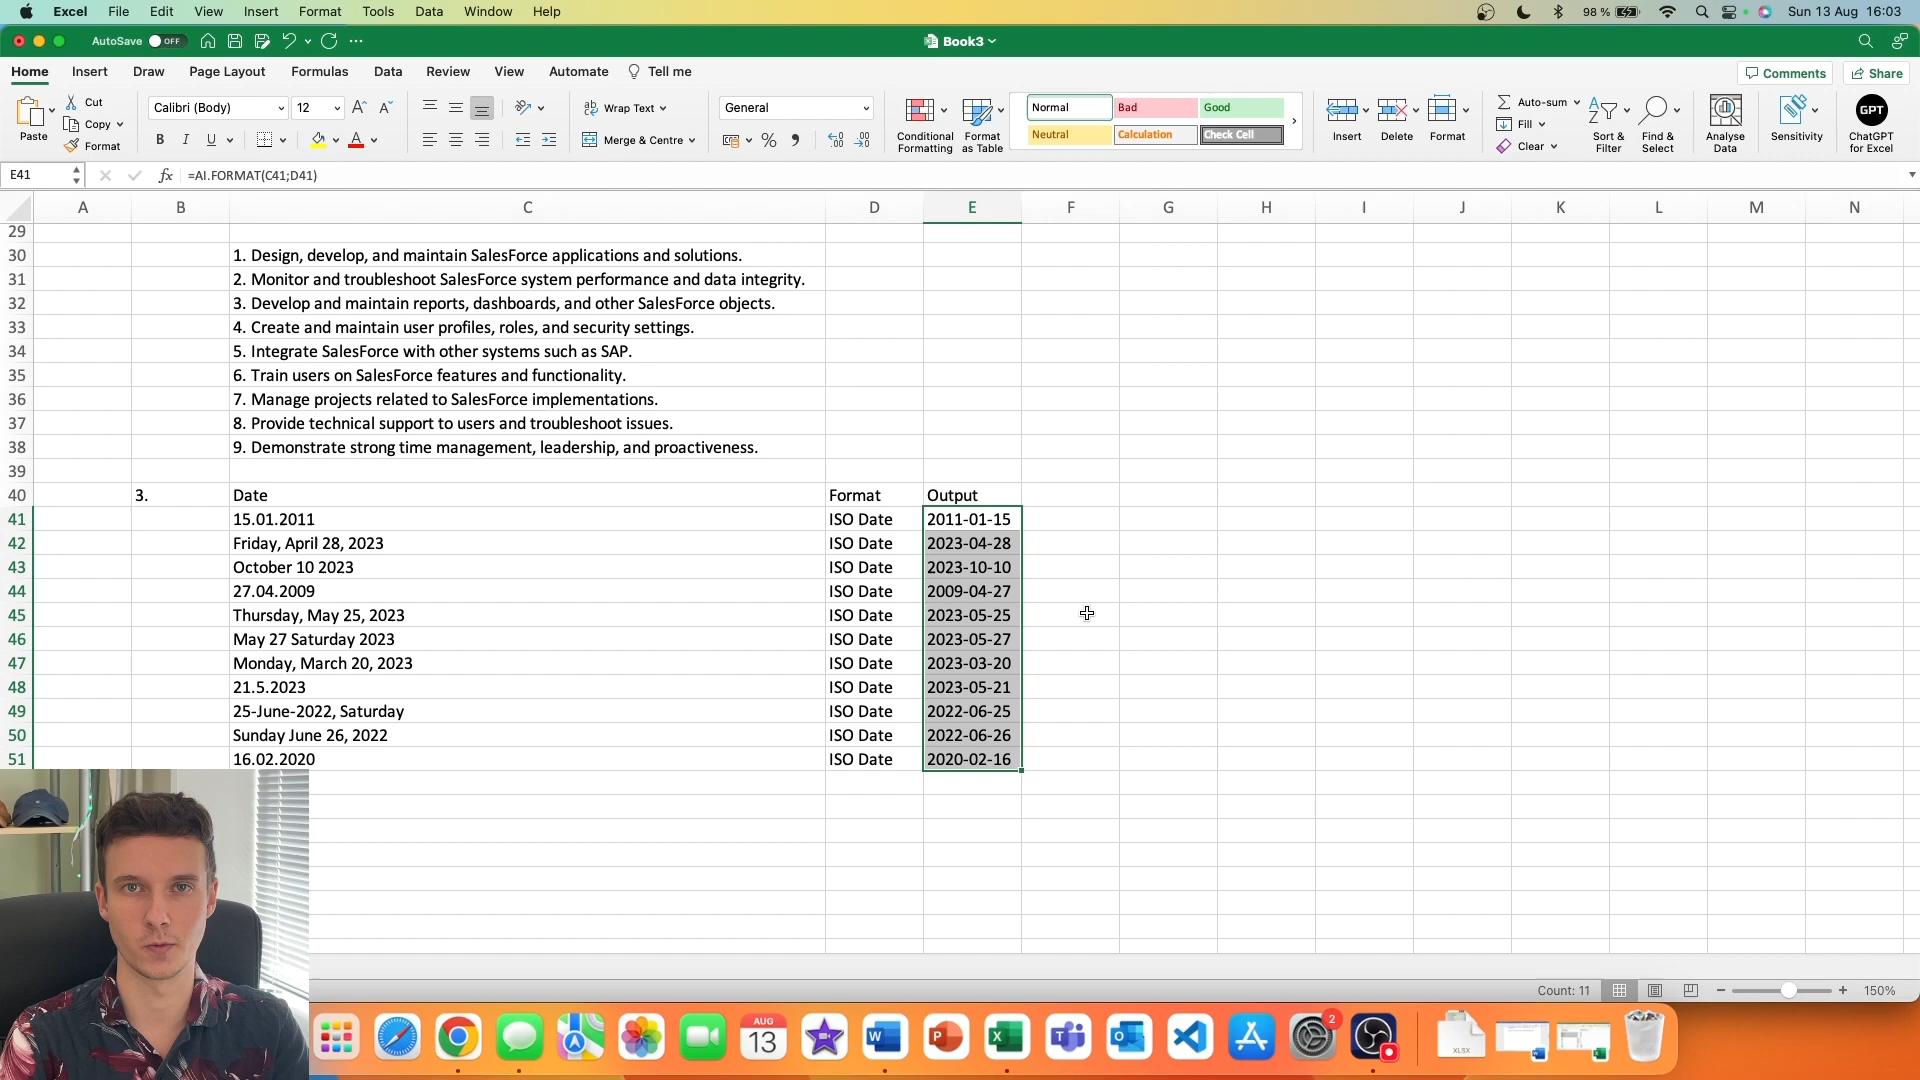 Excel File Edit View Insert Format Tools Data Window Help 98 % Sun 13 Aug 16:03
AutoSave OFF Book3
Home Insert Draw Page Layout Formulas Data Review View Automate Tell me Comments Share
Paste Cut Copy Format
Calibri (Body) 12
B I U A
Wrap Text
Merge & Centre
General
%
Conditional Formatting
Format as Table
Normal Bad Good
Neutral Calculation Check Cell
Insert Delete Format
Auto-sum
Fill
Clear
Sort & Filter
Find & Select
Analyse Data
Sensitivity
GPT
ChatGPT for Excel
E41 fx =AI.FORMAT(C41;D41)
A B C D E F G H I J K L M N
29
30 1. Design, develop, and maintain SalesForce applications and solutions.
31 2. Monitor and troubleshoot SalesForce system performance and data integrity.
32 3. Develop and maintain reports, dashboards, and other SalesForce objects.
33 4. Create and maintain user profiles, roles, and security settings.
34 5. Integrate SalesForce with other systems such as SAP.
35 6. Train users on SalesForce features and functionality.
36 7. Manage projects related to SalesForce implementations.
37 8. Provide technical support to users and troubleshoot issues.
38 9. Demonstrate strong time management, leadership, and proactiveness.
39
40 3. Date Format Output
41 15.01.2011 ISO Date 2011-01-15
42 Friday, April 28, 2023 ISO Date 2023-04-28
43 October 10 2023 ISO Date 2023-10-10
44 27.04.2009 ISO Date 2009-04-27
45 Thursday, May 25, 2023 ISO Date 2023-05-25
46 May 27 Saturday 2023 ISO Date 2023-05-27
47 Monday, March 20, 2023 ISO Date 2023-03-20
48 21.5.2023 ISO Date 2023-05-21
49 25-June-2022, Saturday ISO Date 2022-06-25
50 Sunday June 26, 2022 ISO Date 2022-06-26
51 16.02.2020 ISO Date 2020-02-16
Count: 11 150%
AUG
13
2
XLSX